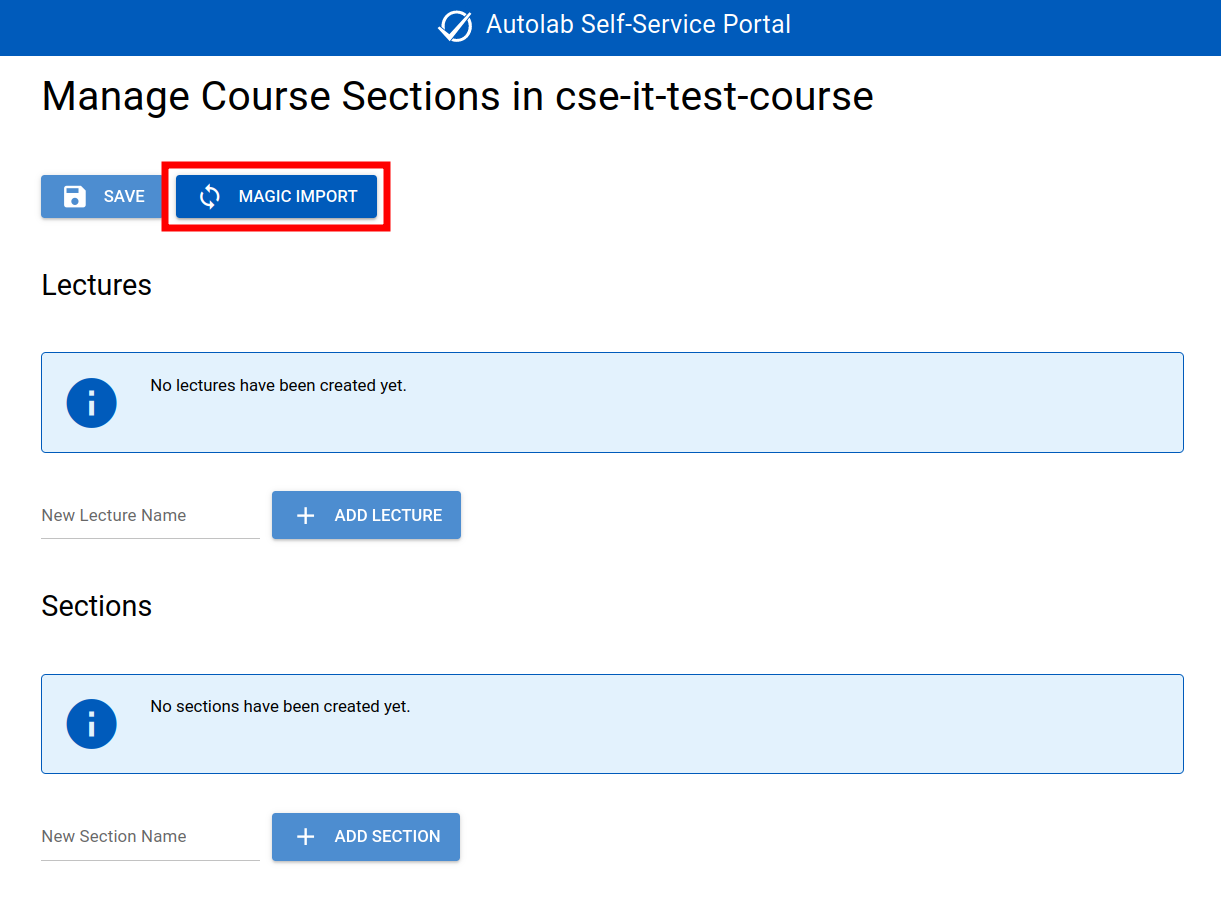 Autolab Self-Service Portal
Manage Course Sections in cse-it-test-course
SAVE MAGIC IMPORT
Lectures
No lectures have been created yet.
New Lecture Name ADD LECTURE
Sections
No sections have been created yet.
New Section Name ADD SECTION